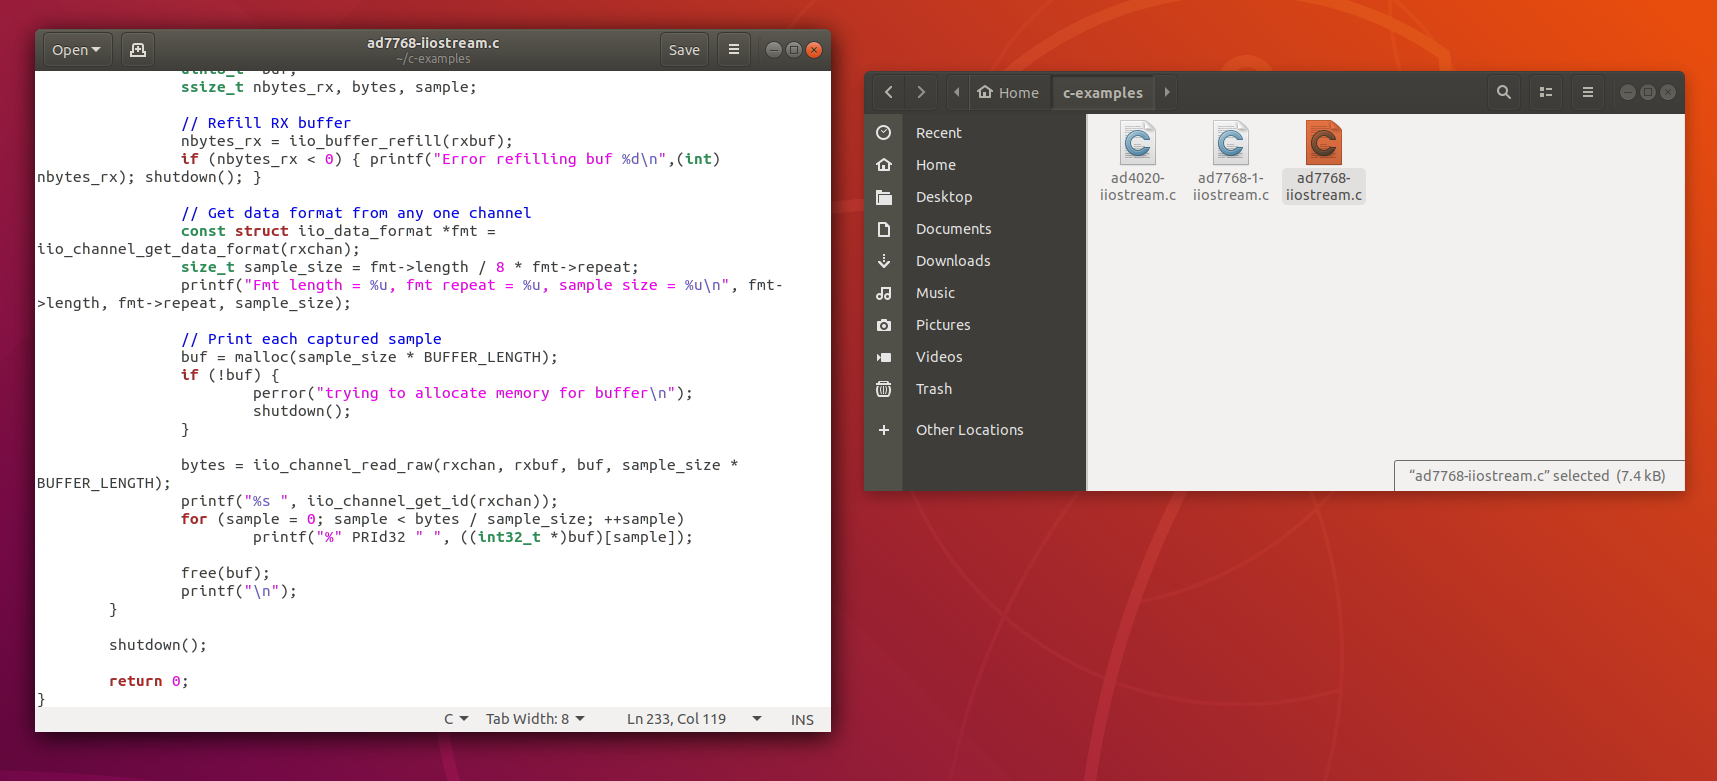 Open
ad7768-iiostream.c
~/c-examples
Save
ssize_t nbytes_rx, bytes, sample;
// Refill RX buffer
nbytes_rx = iio_buffer_refill(rxbuf);
if (nbytes_rx < 0) { printf("Error refilling buf %d\n",(int)
nbytes_rx); shutdown(); }
// Get data format from any one channel
const struct iio_data_format *fmt =
iio_channel_get_data_format(rxchan);
size_t sample_size = fmt->length / 8 * fmt->repeat;
printf("Fmt length = %u, fmt repeat = %u, sample size = %u\n", fmt-
>length, fmt->repeat, sample_size);
// Print each captured sample
buf = malloc(sample_size * BUFFER_LENGTH);
if (!buf) {
perror("trying to allocate memory for buffer\n");
shutdown();
}
bytes = iio_channel_read_raw(rxchan, rxbuf, buf, sample_size *
BUFFER_LENGTH);
printf("%s ", iio_channel_get_id(rxchan));
for (sample = 0; sample < bytes / sample_size; ++sample)
printf("%" PRId32 " ", ((int32_t *)buf)[sample]);
free(buf);
printf("\n");
}
shutdown();
return 0;
}
C Tab Width: 8 Ln 233, Col 119 INS
Home c-examples
Recent
Home
Desktop
Documents
Downloads
Music
Pictures
Videos
Trash
Other Locations
ad4020-
iiostream.c
ad7768-1-
iiostream.c
ad7768-
iiostream.c
“ad7768-iiostream.c” selected (7.4 kB)